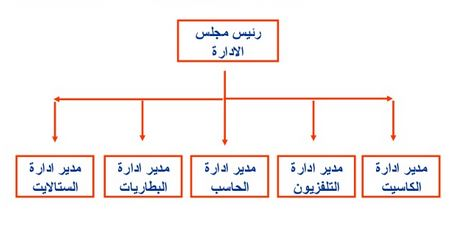 رئيس مجلس
الادارة
مدير ادارة
الكاسيت
مدير ادارة
التلفزيون
مدير ادارة
الحاسب
مدير ادارة
البطاريات
مدير ادارة
الستالايت